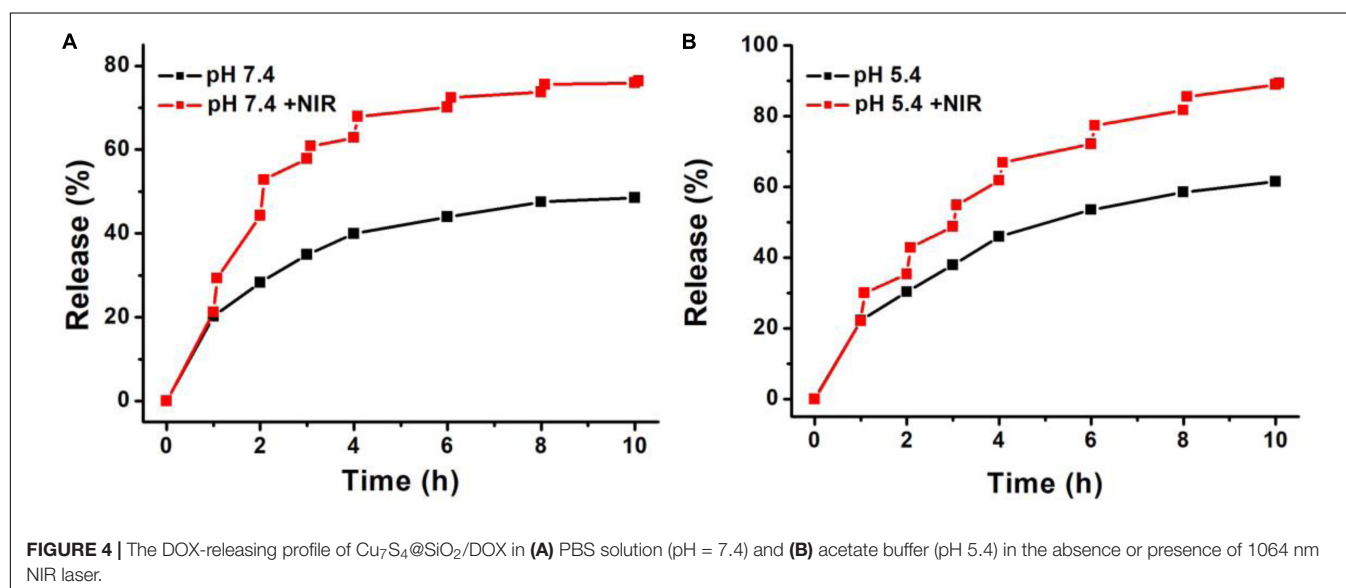 A
80
60
40
20
0
Release (%)
pH 7.4
pH 7.4 +NIR
0 2 4 6 8 10
Time (h)
B
100
80
60
40
20
0
Release (%)
pH 5.4
pH 5.4 +NIR
0 2 4 6 8 10
Time (h)
FIGURE 4 | The DOX-releasing profile of Cu₇S₄@SiO₂/DOX in (A) PBS solution (pH = 7.4) and (B) acetate buffer (pH 5.4) in the absence or presence of 1064 nm
NIR laser.